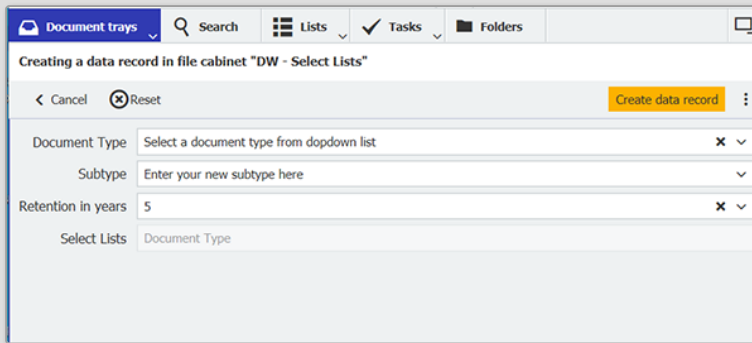 Document trays Search Lists Tasks Folders
Creating a data record in file cabinet "DW - Select Lists"
Cancel Reset Create data record
Document Type Select a document type from dopdown list
Subtype Enter your new subtype here
Retention in years 5
Select Lists Document Type